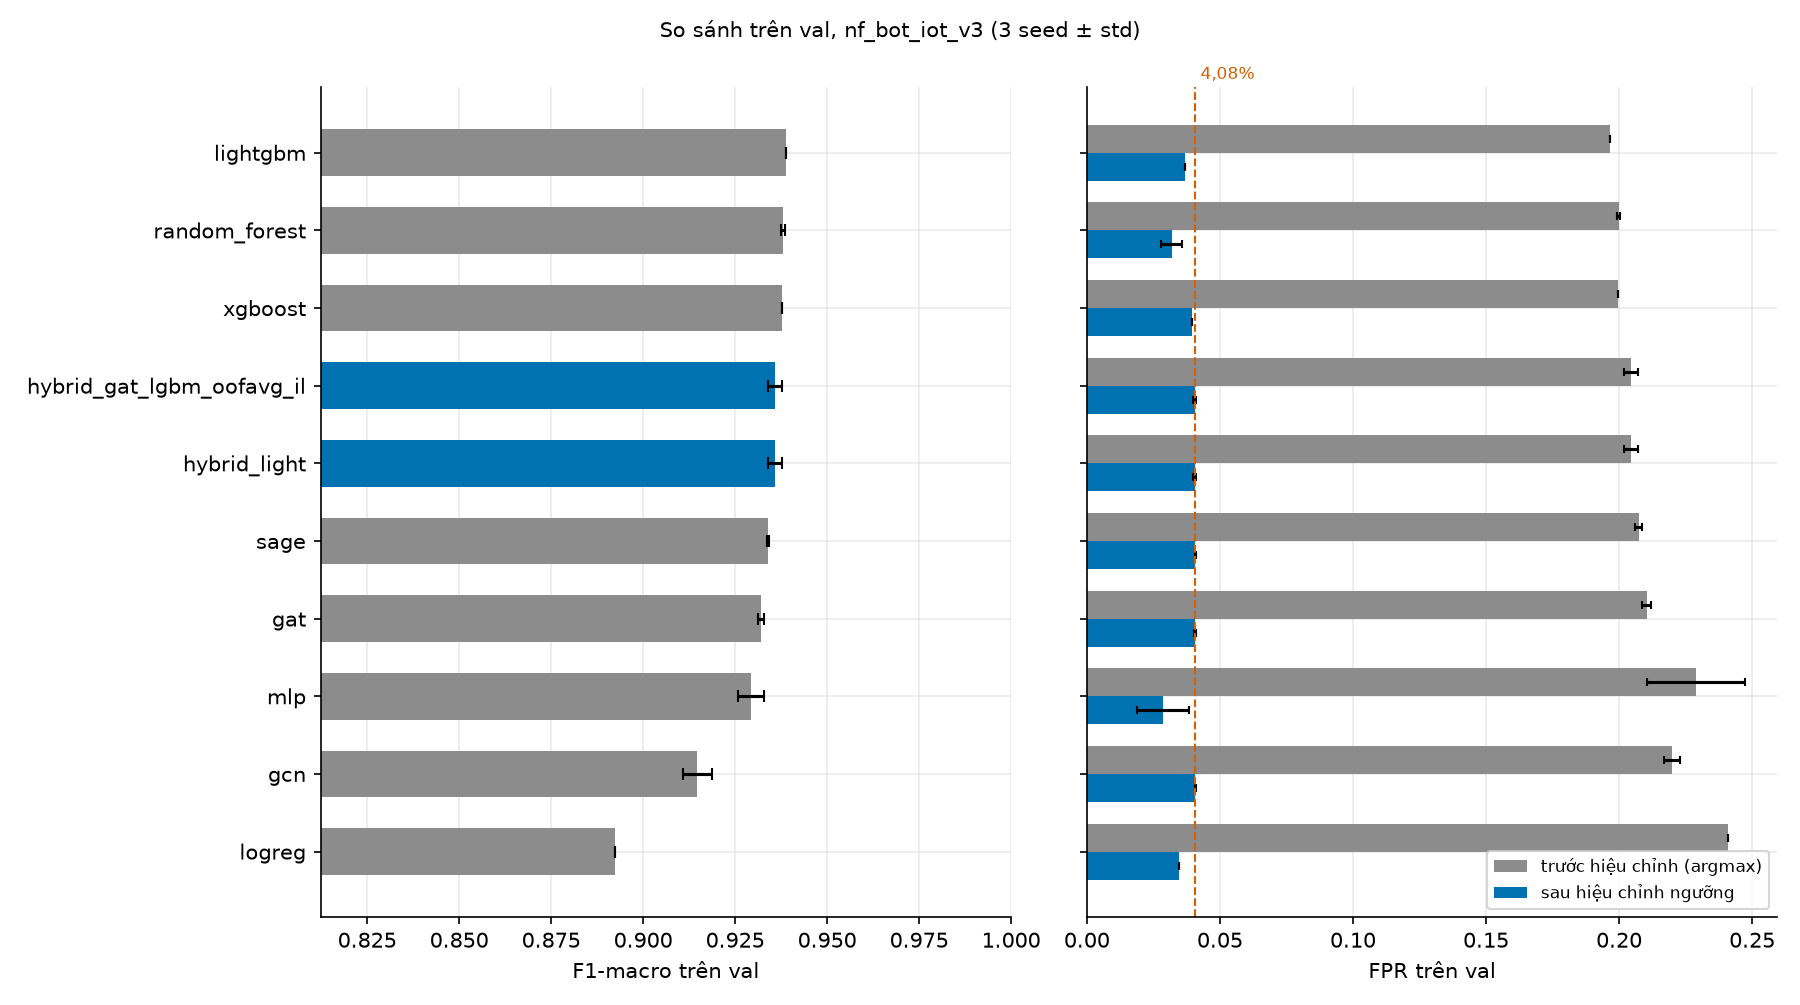 So sánh trên val, nf_bot_iot_v3 (3 seed ± std)
4,08%
lightgbm
random_forest
xgboost
hybrid_gat_lgbm_oofavg_il
hybrid_light
sage
gat
mlp
gcn
logreg
0.825 0.850 0.875 0.900 0.925 0.950 0.975 1.000
F1-macro trên val
trước hiệu chỉnh (argmax)
sau hiệu chỉnh ngưỡng
0.00 0.05 0.10 0.15 0.20 0.25
FPR trên val